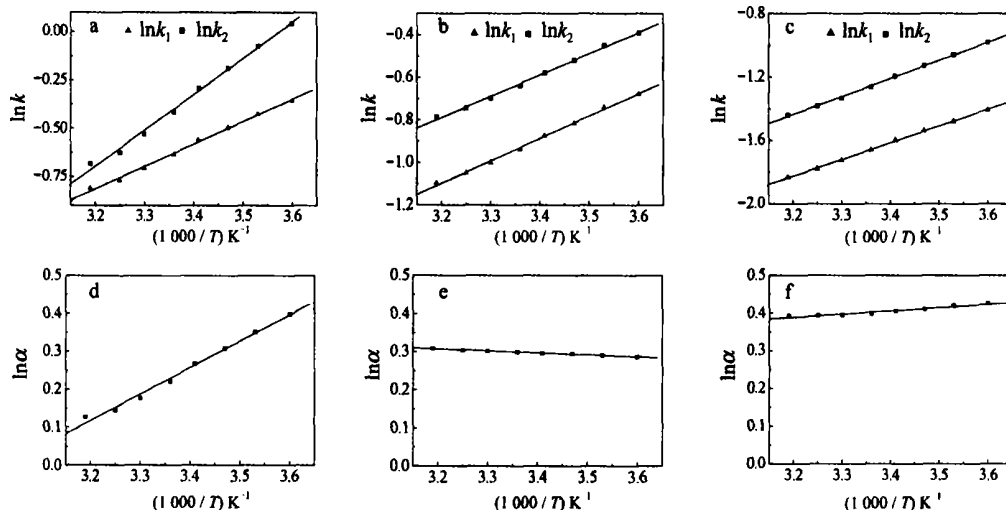 a ▲ lnk₁ ■ lnk₂
0.00
−0.25
−0.50
−0.75
lnk
3.2 3.3 3.4 3.5 3.6
(1 000 / T) K⁻¹
b ▲ lnk₁ ■ lnk₂
−0.4
−0.6
−0.8
−1.0
−1.2
lnk
3.2 3.3 3.4 3.5 3.6
(1 000 / T) K⁻¹
c ▲ lnk₁ ■ lnk₂
−0.8
−1.2
−1.6
−2.0
lnk
3.2 3.3 3.4 3.5 3.6
(1 000 / T) K⁻¹
d
0.5
0.4
0.3
0.2
0.1
0.0
lnα
3.2 3.3 3.4 3.5 3.6
(1 000 / T) K⁻¹
e
0.5
0.4
0.3
0.2
0.1
0.0
lnα
3.2 3.3 3.4 3.5 3.6
(1 000 / T) K⁻¹
f
0.5
0.4
0.3
0.2
0.1
0.0
lnα
3.2 3.3 3.4 3.5 3.6
(1 000 / T) K⁻¹